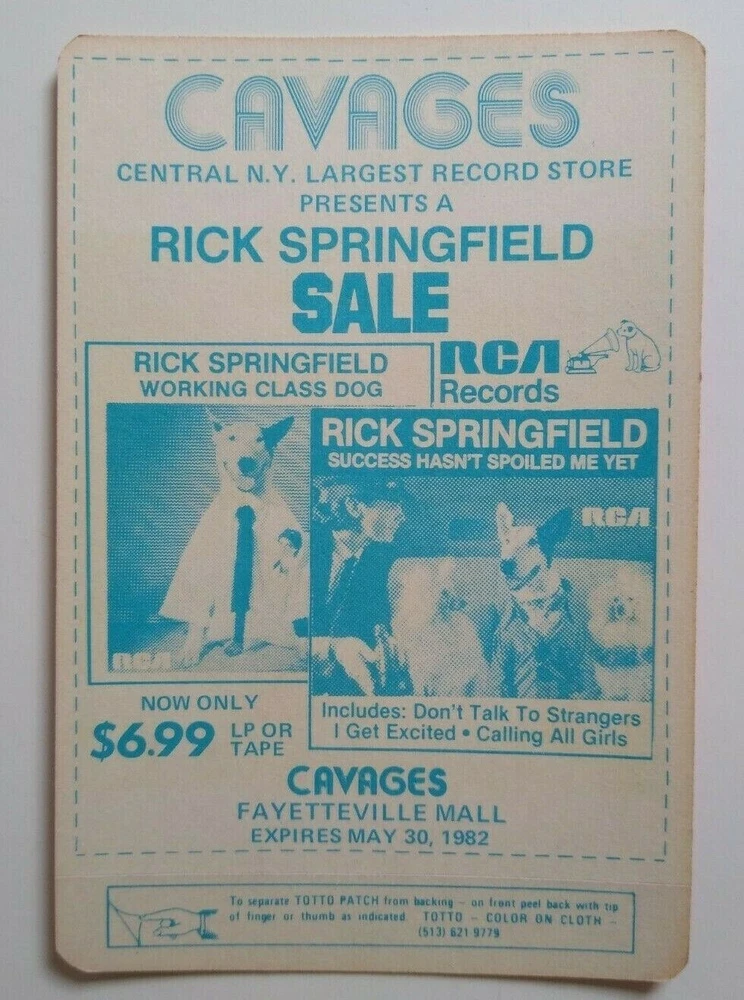 CAVAGES
CENTRAL N.Y. LARGEST RECORD STORE
PRESENTS A
RICK SPRINGFIELD
SALE
RICK SPRINGFIELD
WORKING CLASS DOG
RCA
Records
RICK SPRINGFIELD
SUCCESS HASN'T SPOILED ME YET
RCA
RCA
NOW ONLY
$6.99 LP OR
TAPE
Includes: Don't Talk To Strangers
I Get Excited • Calling All Girls
CAVAGES
FAYETTEVILLE MALL
EXPIRES MAY 30, 1982
To separate TOTTO PATCH from backing – on front peel back with tip
of finger or thumb as indicated. TOTTO – COLOR ON CLOTH –
(513) 621 9779